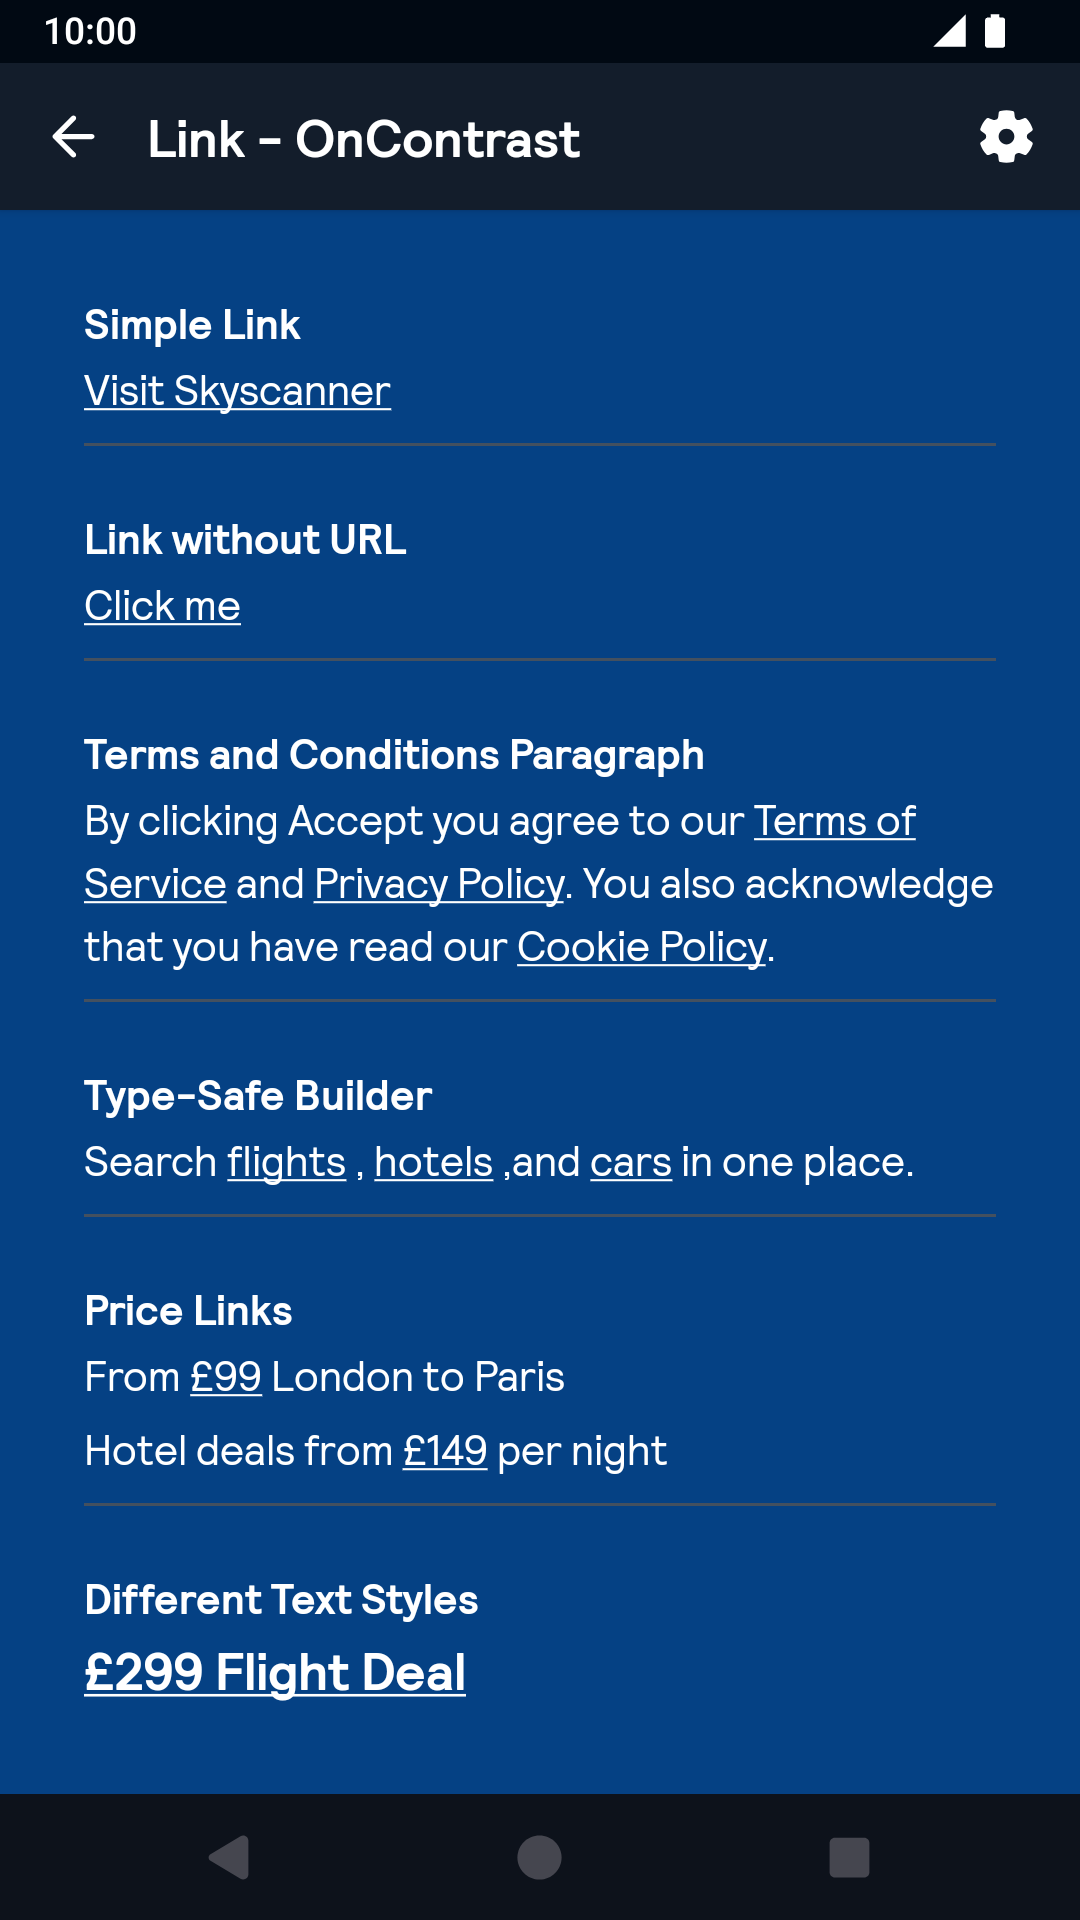 10:00
Link - OnContrast
Simple Link
Visit Skyscanner
Link without URL
Click me
Terms and Conditions Paragraph
By clicking Accept you agree to our Terms of
Service and Privacy Policy. You also acknowledge
that you have read our Cookie Policy.
Type-Safe Builder
Search flights , hotels ,and cars in one place.
Price Links
From £99 London to Paris
Hotel deals from £149 per night
Different Text Styles
£299 Flight Deal